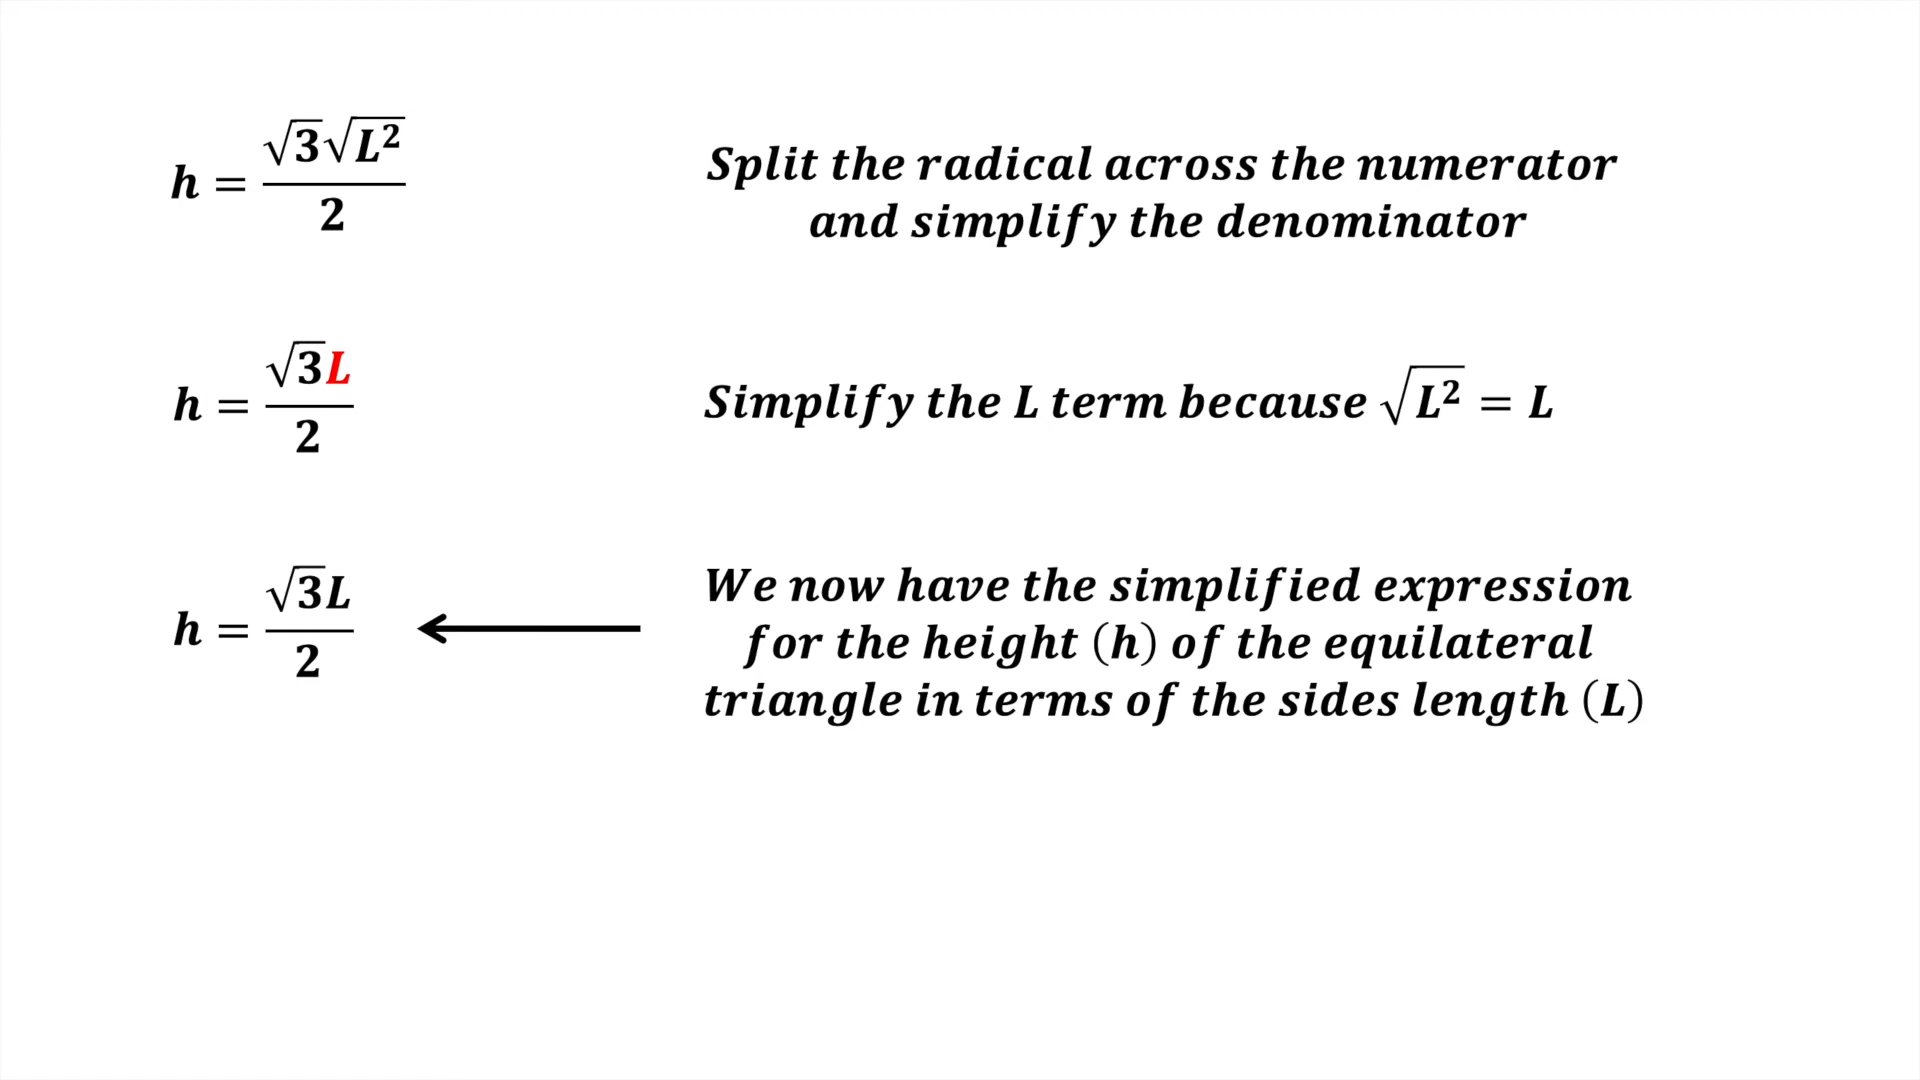 h = √3√L² / 2
Split the radical across the numerator
and simplify the denominator
h = √3L / 2
Simplify the L term because √L² = L
h = √3L / 2
We now have the simplified expression
for the height (h) of the equilateral
triangle in terms of the sides length (L)